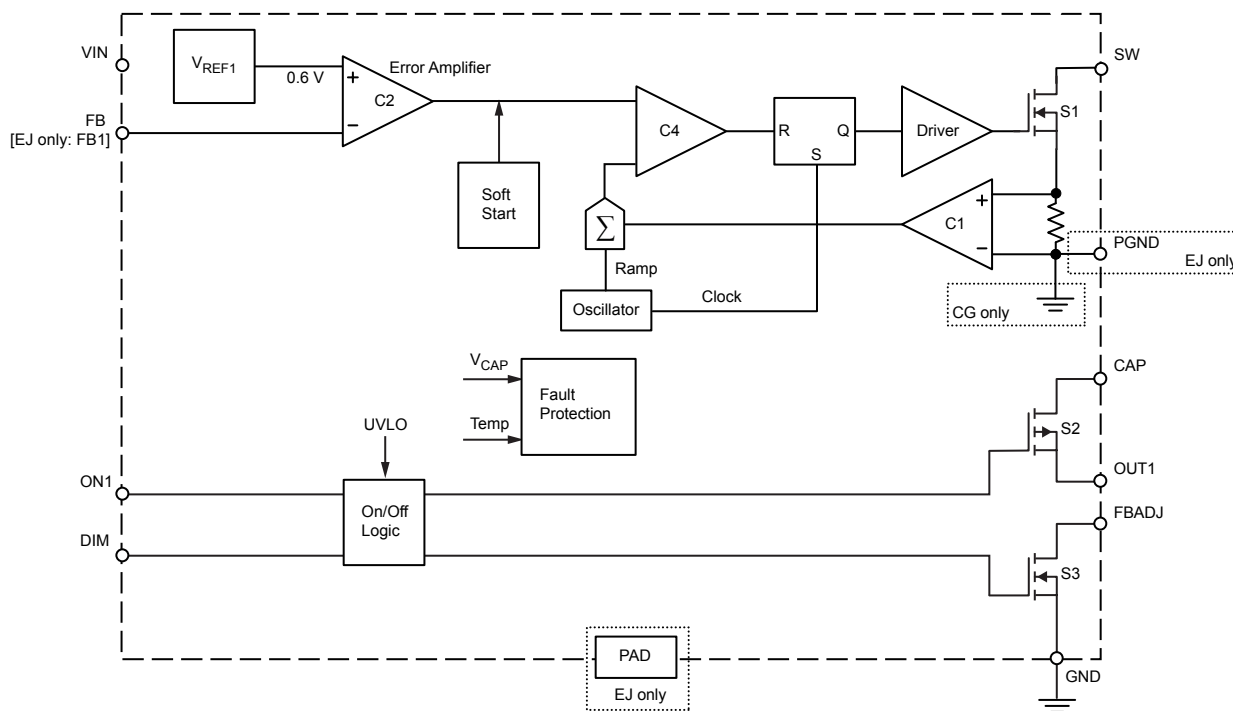 VIN
VREF1
0.6 V
Error Amplifier
+
C2
−
FB
[EJ only: FB1]
Soft
Start
C4
R
Q
S
Driver
SW
S1
+
C1
−
Σ
Ramp
Oscillator
Clock
PGND
EJ only
CG only
VCAP
Temp
Fault
Protection
UVLO
ON1
DIM
On/Off
Logic
CAP
S2
OUT1
FBADJ
S3
PAD
EJ only
GND